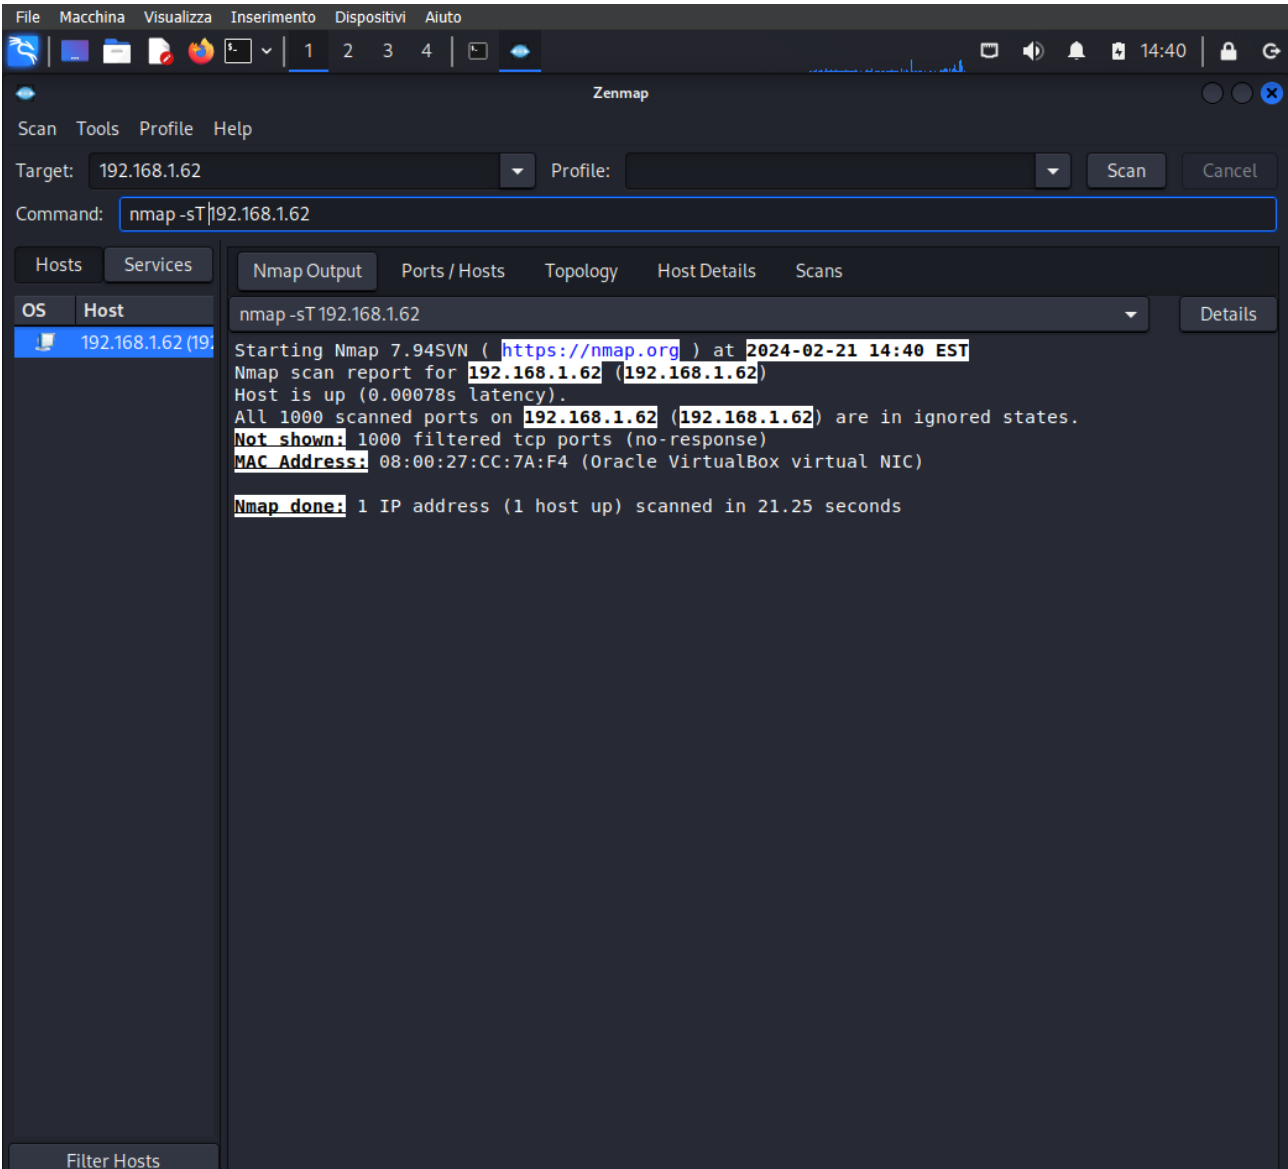 File Macchina Visualizza Inserimento Dispositivi Aiuto
1 2 3 4 14:40
Zenmap
Scan Tools Profile Help
Target: 192.168.1.62 Profile: Scan Cancel
Command: nmap -sT 192.168.1.62
Hosts Services
Nmap Output Ports / Hosts Topology Host Details Scans
OS Host
nmap -sT 192.168.1.62 Details
192.168.1.62 (192
Starting Nmap 7.94SVN ( https://nmap.org ) at 2024-02-21 14:40 EST
Nmap scan report for 192.168.1.62 (192.168.1.62)
Host is up (0.00078s latency).
All 1000 scanned ports on 192.168.1.62 (192.168.1.62) are in ignored states.
Not shown: 1000 filtered tcp ports (no-response)
MAC Address: 08:00:27:CC:7A:F4 (Oracle VirtualBox virtual NIC)
Nmap done: 1 IP address (1 host up) scanned in 21.25 seconds
Filter Hosts